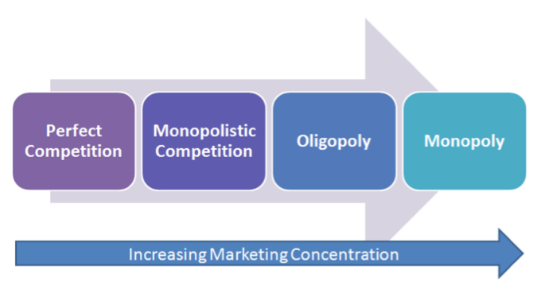 Perfect
Competition
Monopolistic
Competition
Oligopoly
Monopoly
Increasing Marketing Concentration